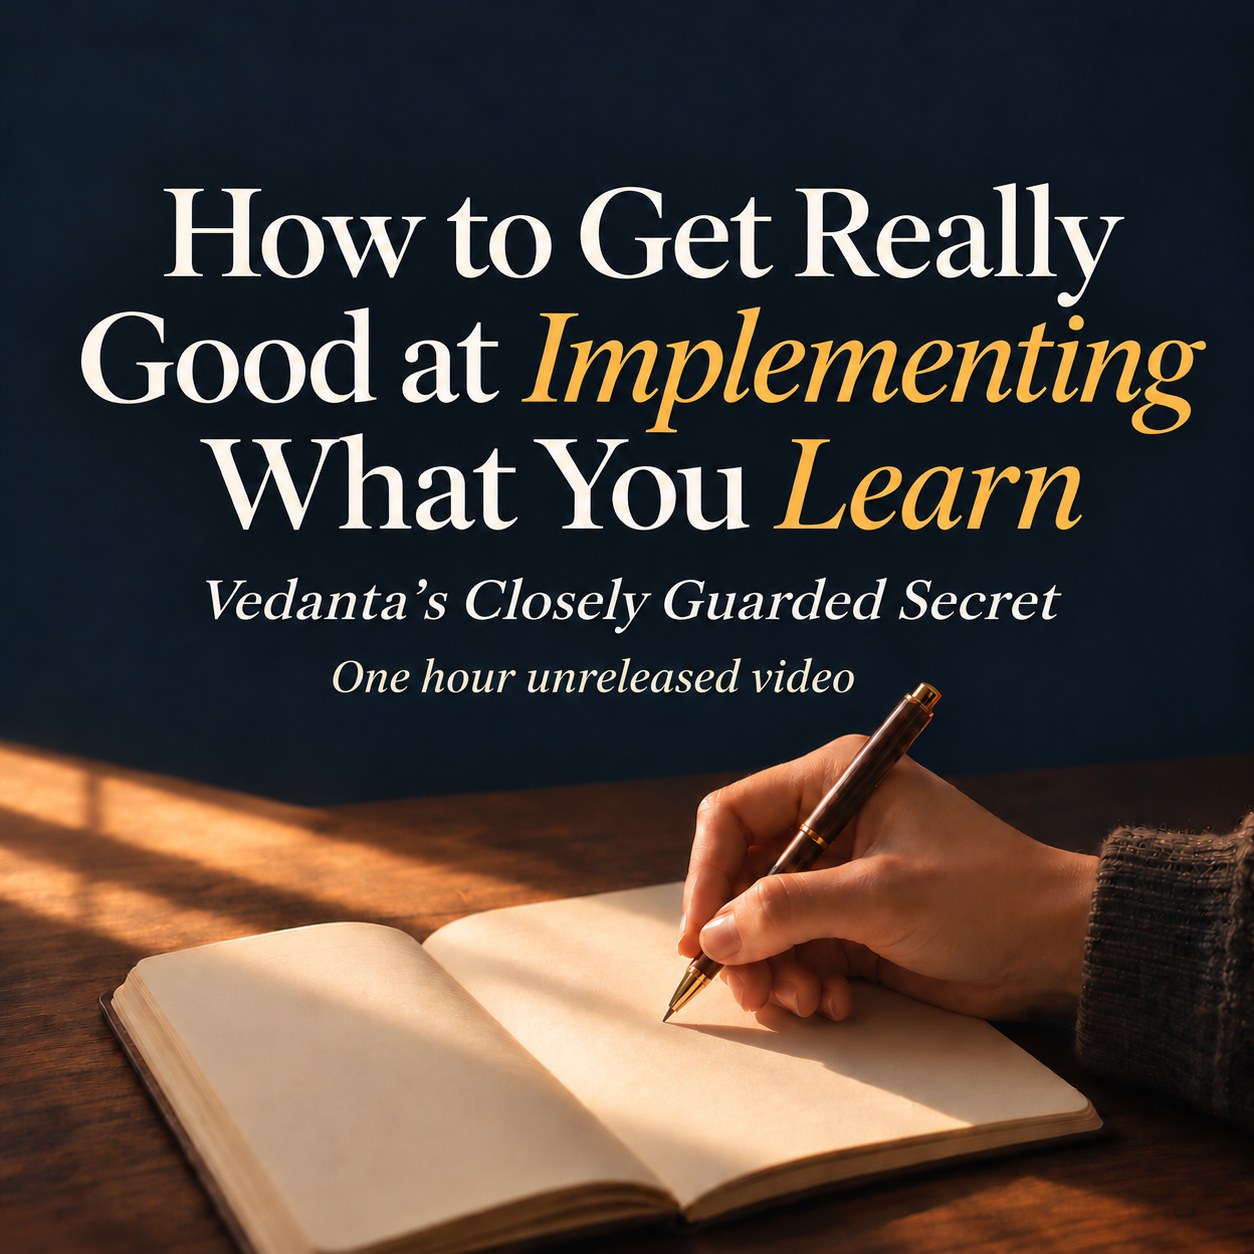 How to Get Really
Good at Implementing
What You Learn
Vedanta’s Closely Guarded Secret
One hour unreleased video